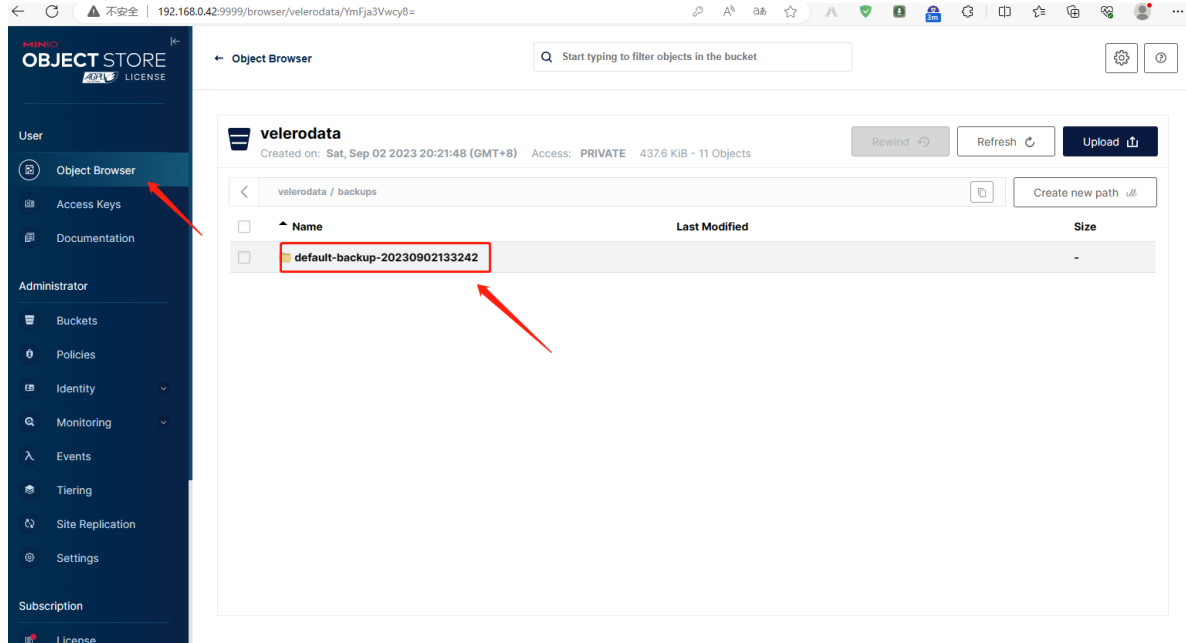 不安全 192.168.0.42:9999/browser/velerodata/YmFja3Vwcy8=
3m
MINIO
OBJECT STORE
AGPLV3 LICENSE
User
Object Browser
Access Keys
Documentation
Administrator
Buckets
Policies
Identity
Monitoring
Events
Tiering
Site Replication
Settings
Subscription
License
← Object Browser
Start typing to filter objects in the bucket
velerodata
Created on: Sat, Sep 02 2023 20:21:48 (GMT+8) Access: PRIVATE 437.6 KiB - 11 Objects
Rewind Refresh Upload
velerodata / backups
Create new path
Name Last Modified Size
default-backup-20230902133242 -